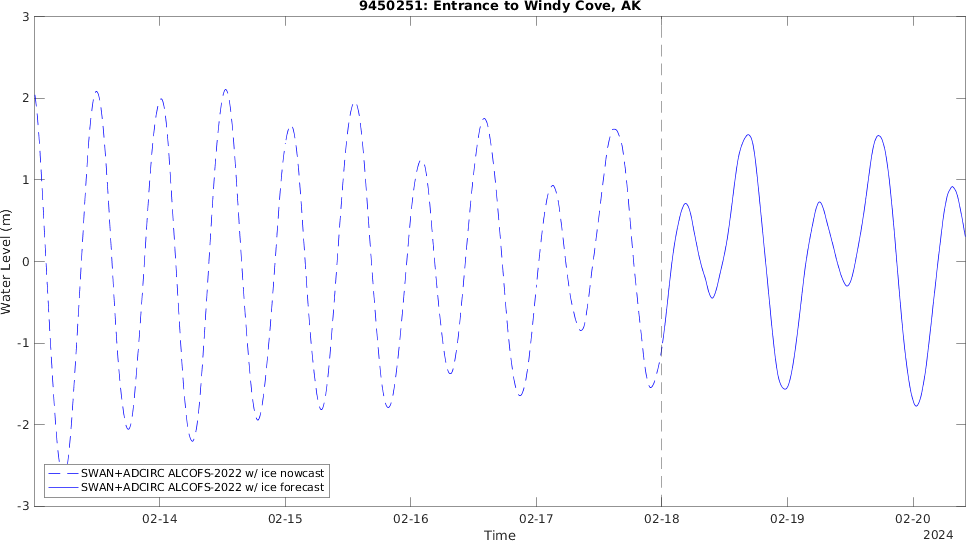 9450251: Entrance to Windy Cove, AK
3
2
1
0
-1
-2
-3
Water Level (m)
SWAN+ADCIRC ALCOFS-2022 w/ ice nowcast
SWAN+ADCIRC ALCOFS-2022 w/ ice forecast
02-14 02-15 02-16 02-17 02-18 02-19 02-20
Time
2024